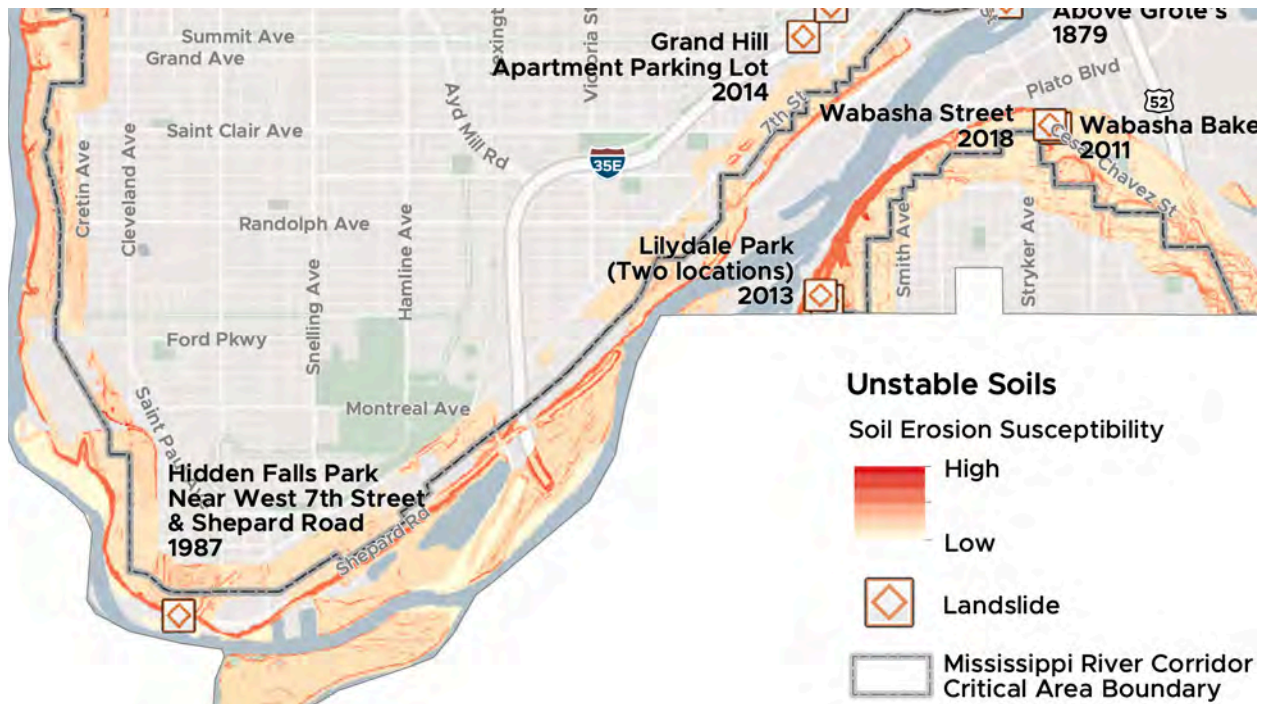 Above Grote's
1879
Summit Ave
Grand Ave
Victoria St
Grand Hill
Apartment Parking Lot
2014
Ayd Mill Rd
Plato Blvd
52
7th St
Wabasha Street
2018
Wabasha Bake
2011
Cesar Chavez St
Saint Clair Ave
35E
Cretin Ave
Cleveland Ave
Randolph Ave
Hamline Ave
Snelling Ave
Smith Ave
Stryker Ave
Lilydale Park
(Two locations)
2013
Ford Pkwy
Montreal Ave
Hidden Falls Park
Near West 7th Street
& Shepard Road
1987
Shepard Rd
Unstable Soils
Soil Erosion Susceptibility
High
Low
Landslide
Mississippi River Corridor
Critical Area Boundary